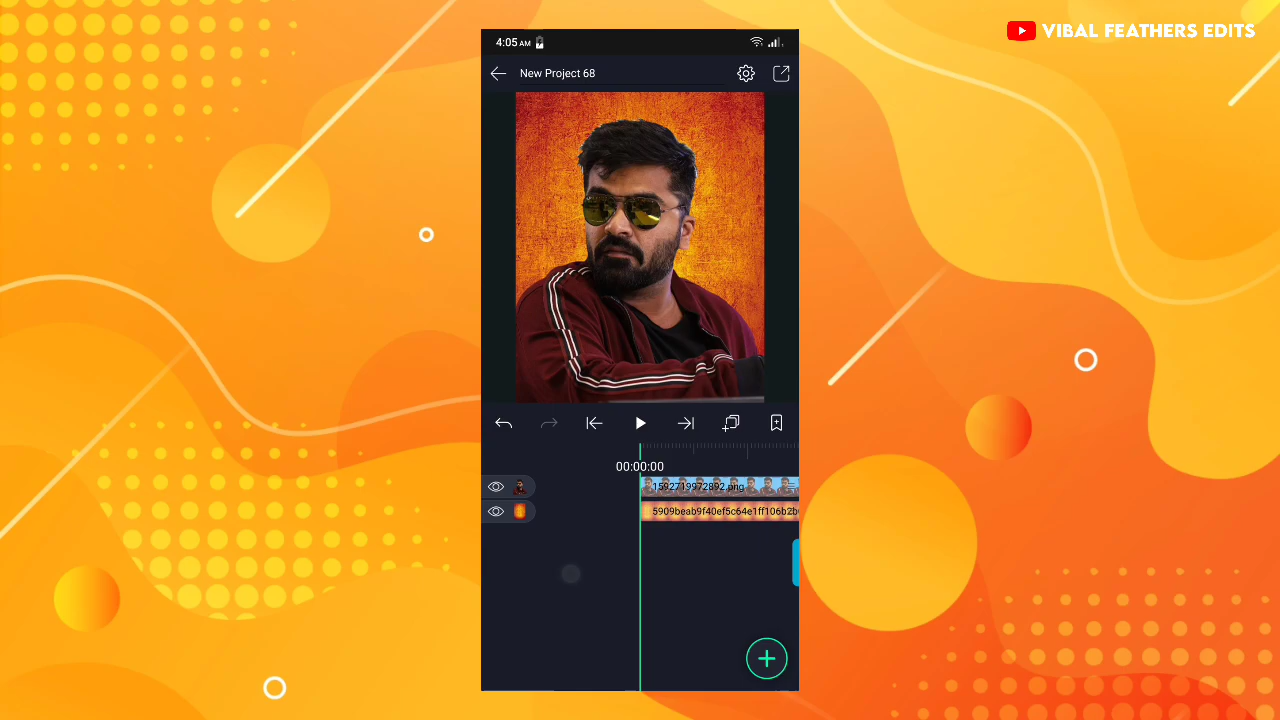 VIBAL FEATHERS EDITS
4:05 AM
New Project 68
00:00:00
1592719972892.png
5909beab9f40ef5c64e1ff106b2b